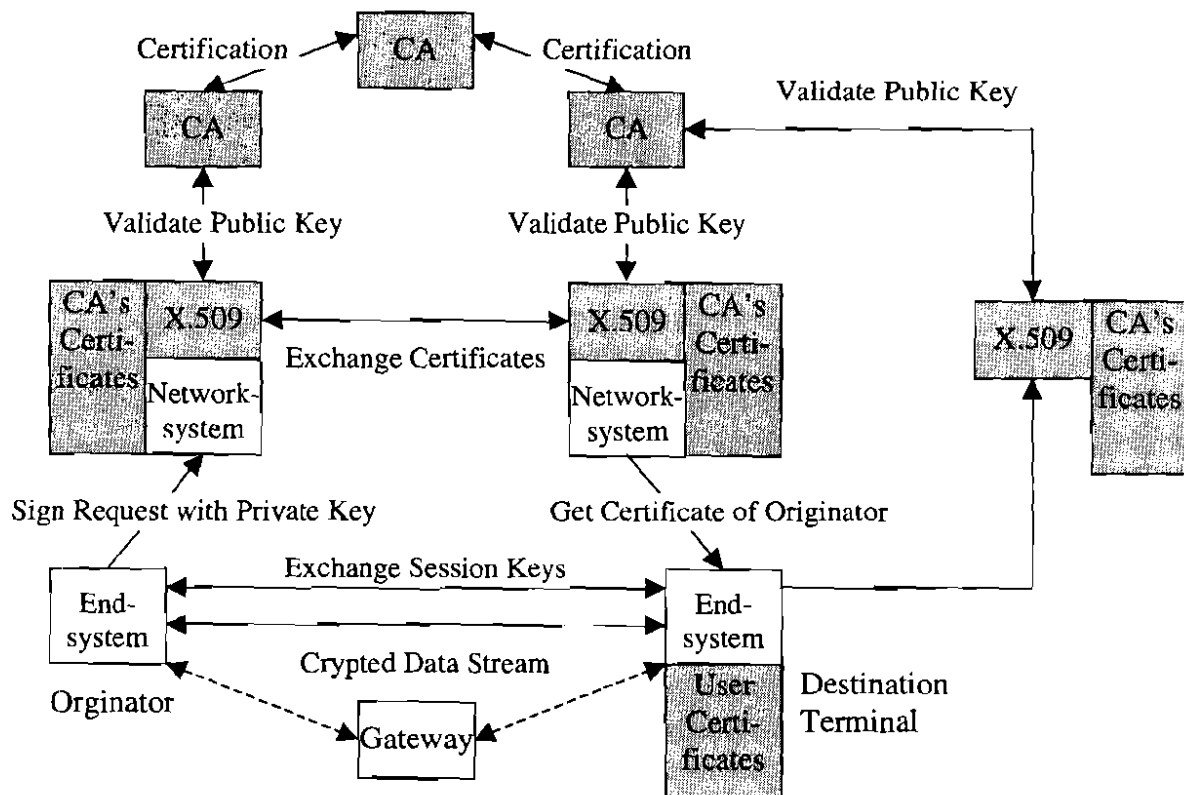 Certification
CA
Certification
CA
CA
Validate Public Key
Validate Public Key
Validate Public Key
CA's
Certi-
ficates
X.509
Network-
system
Exchange Certificates
X.509
Network-
system
CA's
Certi-
ficates
X.509
CA's
Certi-
ficates
Sign Request with Private Key
Get Certificate of Originator
Exchange Session Keys
End-
system
End-
system
Crypted Data Stream
Orginator
Gateway
User
Certi-
ficates
Destination
Terminal